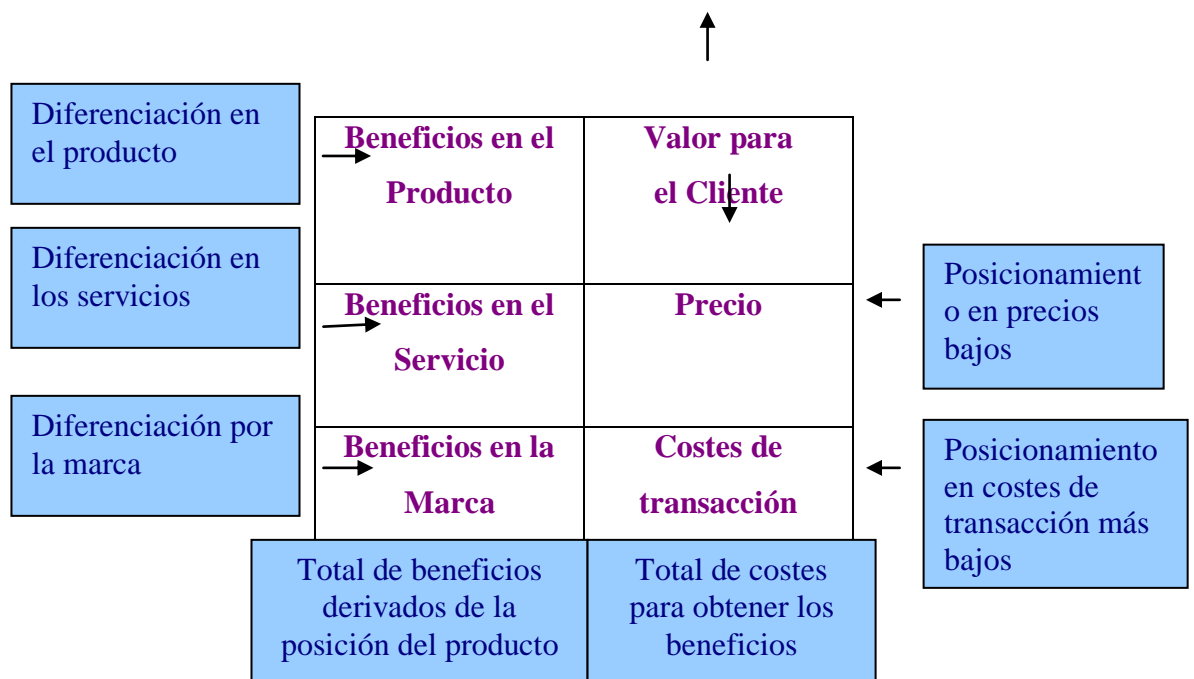 Diferenciación en
el producto
Beneficios en el
Producto
Valor para
el Cliente
Diferenciación en
los servicios
Beneficios en el
Servicio
Precio
Posicionamient
o en precios
bajos
Diferenciación por
la marca
Beneficios en la
Marca
Costes de
transacción
Posicionamiento
en costes de
transacción más
bajos
Total de beneficios
derivados de la
posición del producto
Total de costes
para obtener los
beneficios